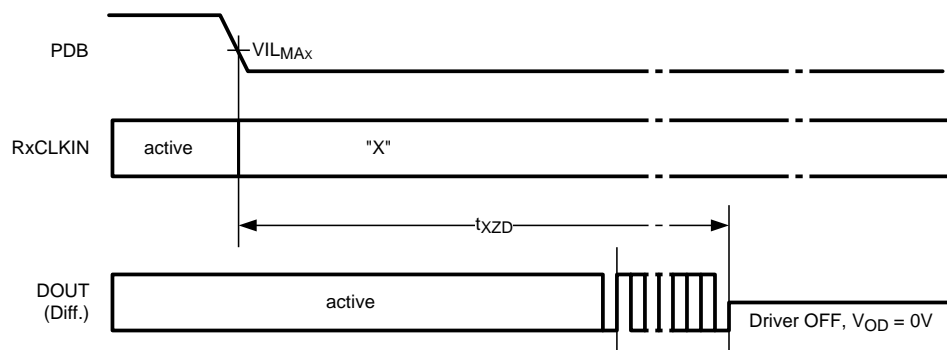 PDB
VILMAx
RxCLKIN
active
"X"
tXZD
DOUT
(Diff.)
active
Driver OFF, VOD = 0V